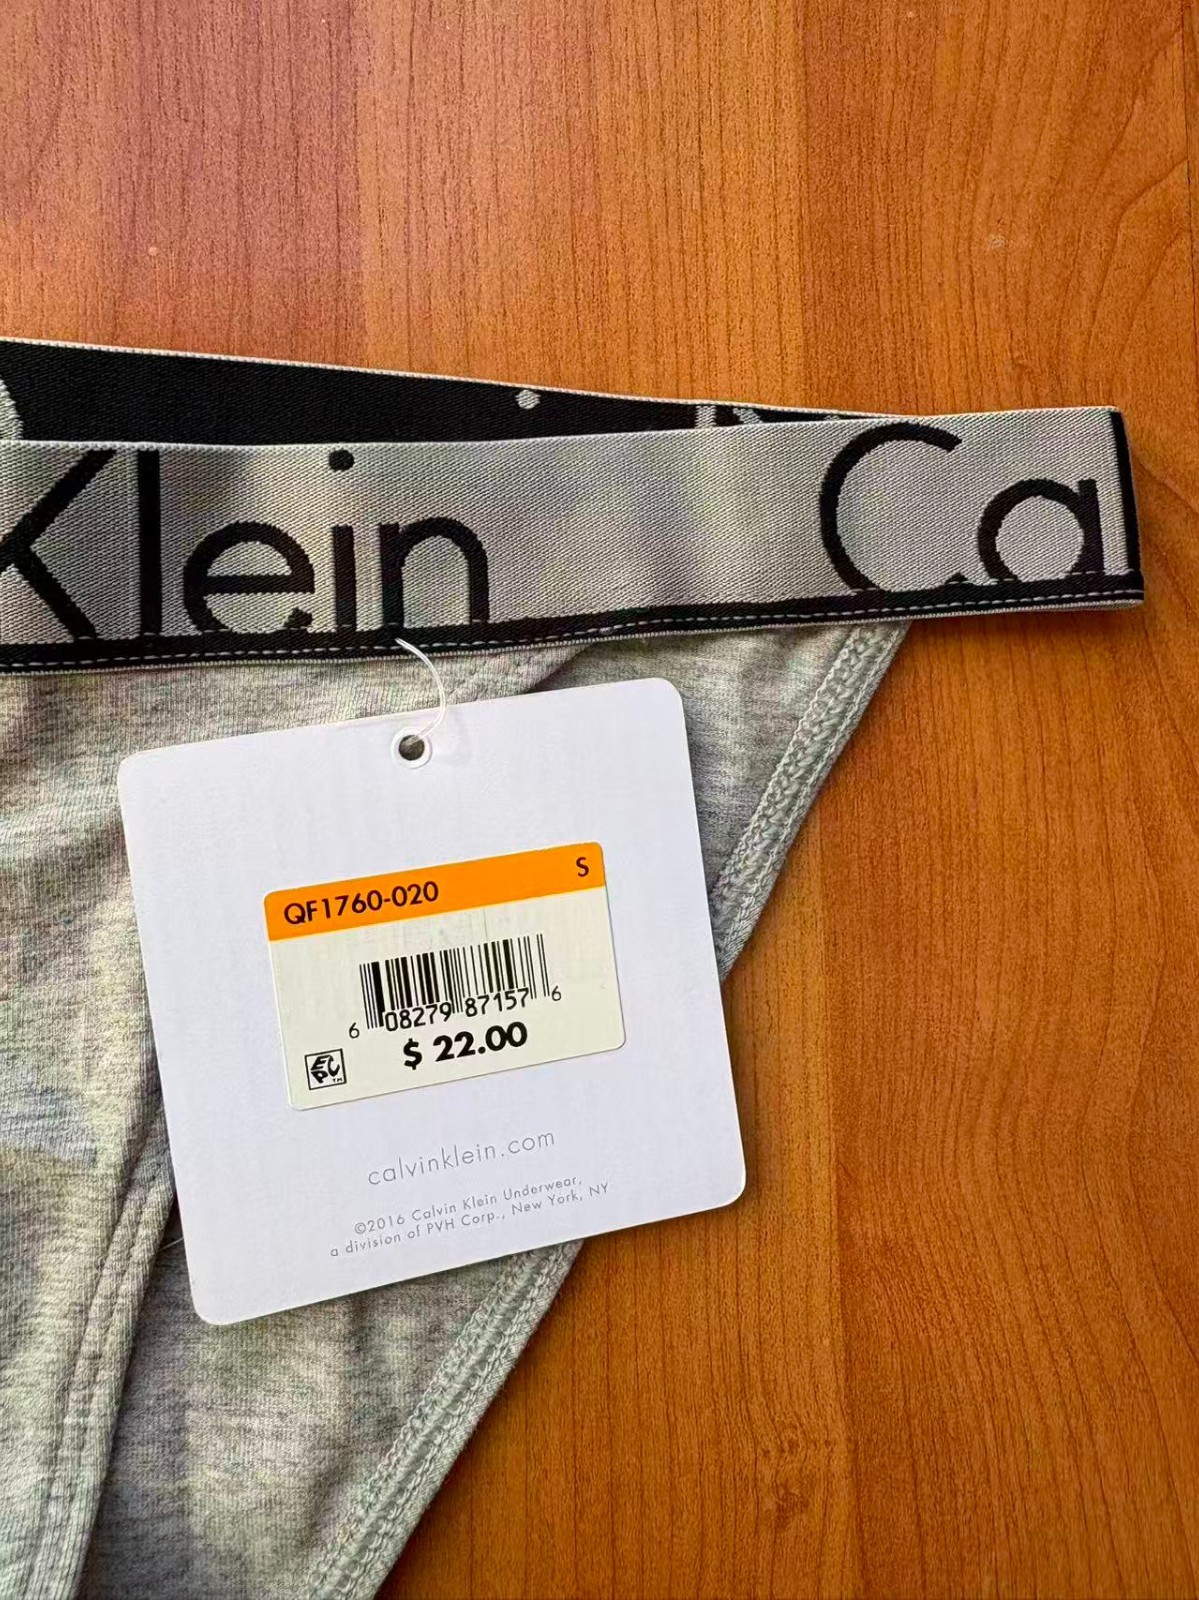 Klein Ca
QF1760-020 S
6 08279 87157 6
$ 22.00
EPC™
calvinklein.com
©2016 Calvin Klein Underwear,
a division of PVH Corp., New York, NY